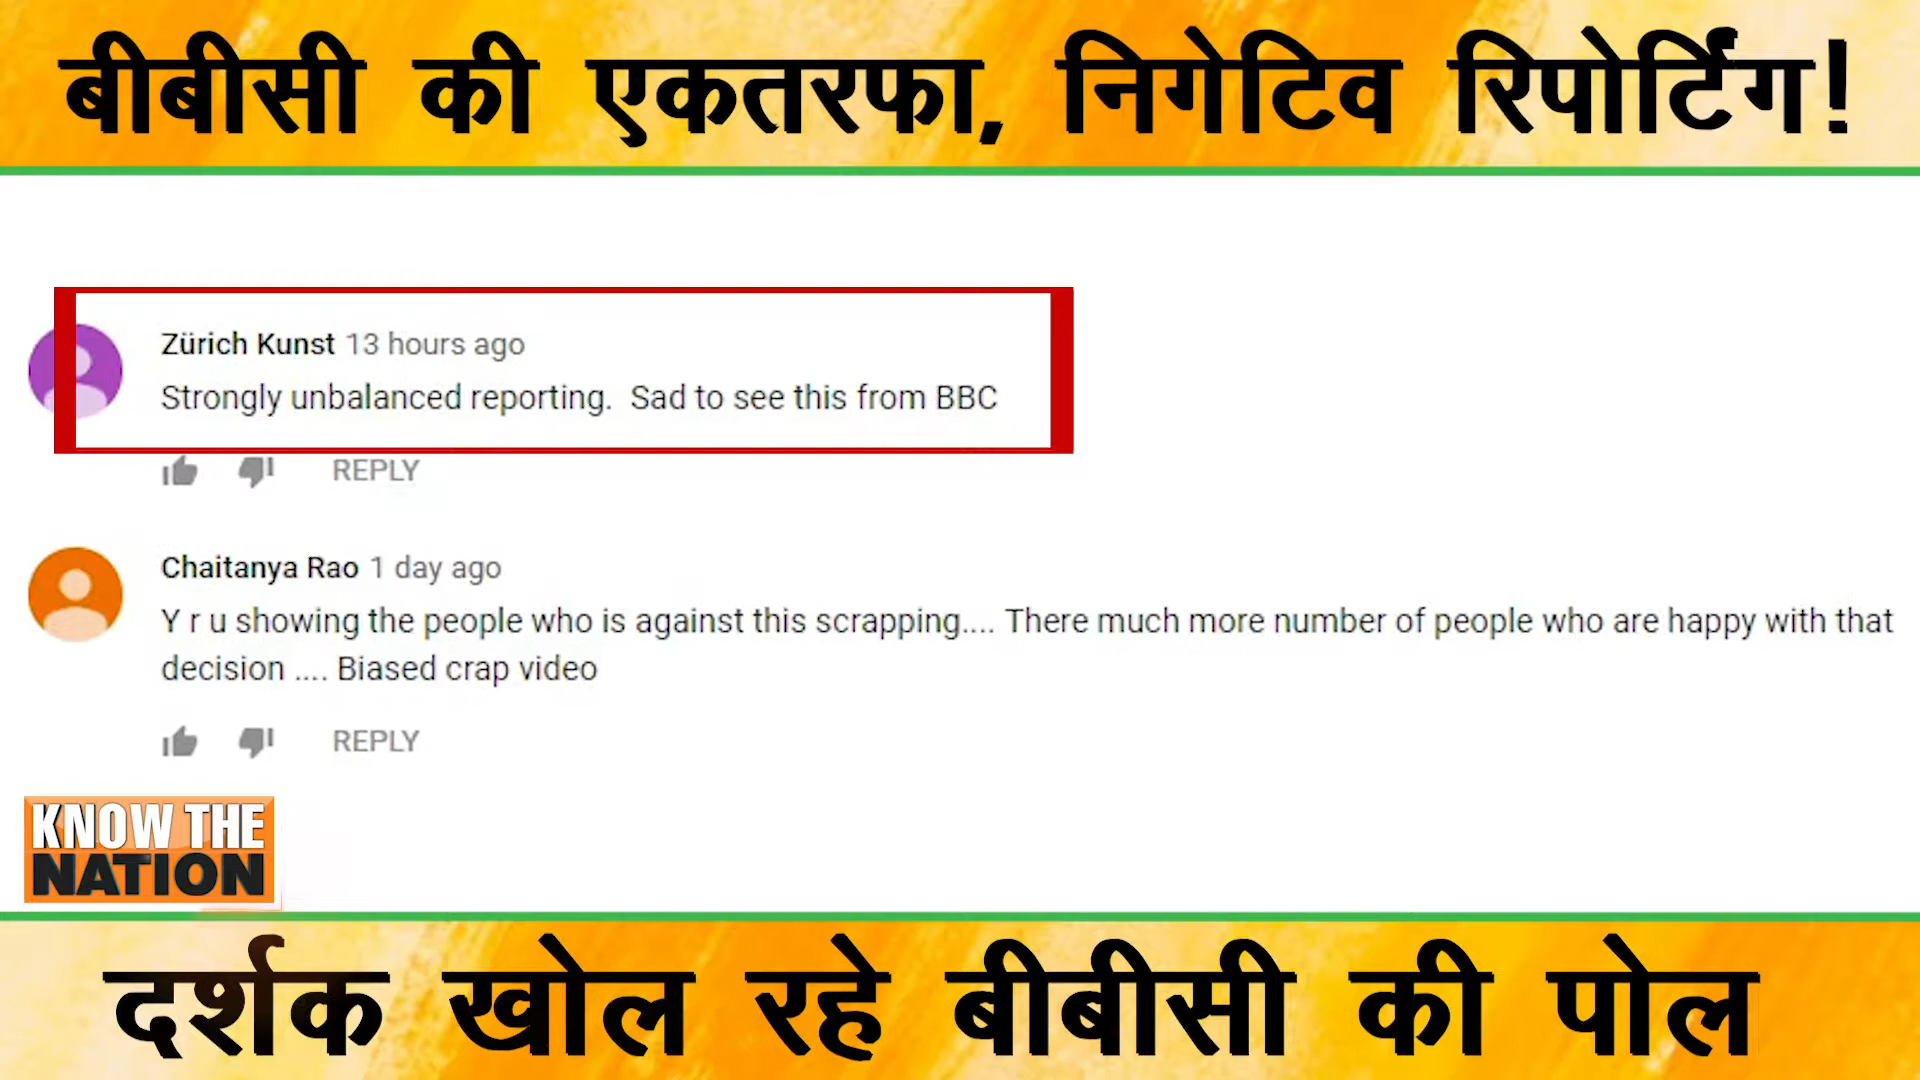 बीबीसी की एकतरफा, निगेटिव रिपोर्टिंग!
Zürich Kunst 13 hours ago
Strongly unbalanced reporting. Sad to see this from BBC
REPLY
Chaitanya Rao 1 day ago
Y r u showing the people who is against this scrapping.... There much more number of people who are happy with that
decision .... Biased crap video
REPLY
KNOW THE
NATION
दर्शक खोल रहे बीबीसी की पोल